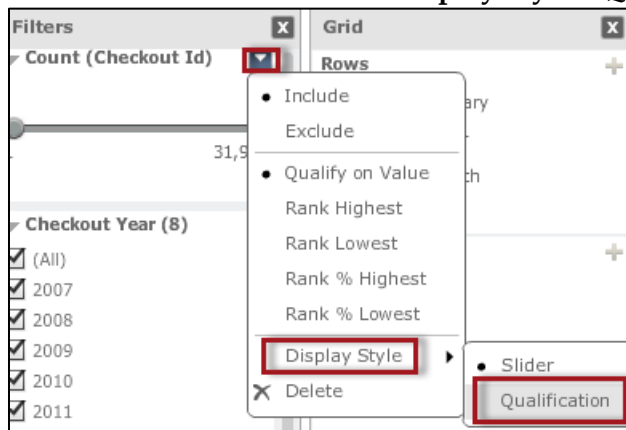 Filters
Count (Checkout Id)
31,9
Checkout Year (8)
(All)
2007
2008
2009
2010
2011
Grid
Rows
ary
th
Include
Exclude
Qualify on Value
Rank Highest
Rank Lowest
Rank % Highest
Rank % Lowest
Display Style
Delete
Slider
Qualification